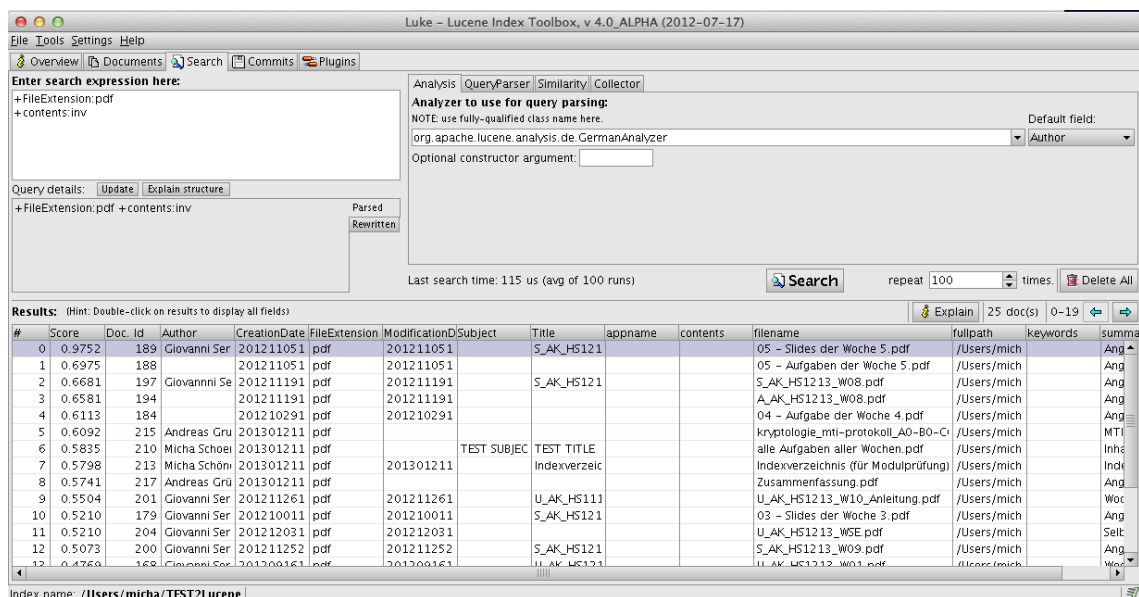 Luke – Lucene Index Toolbox, v 4.0_ALPHA (2012-07-17)
File Tools Settings Help
Overview Documents Search Commits Plugins
Enter search expression here:
+FileExtension:pdf
+contents:inv
Query details: Update Explain structure
+FileExtension:pdf +contents:inv
Parsed
Rewritten
Analysis QueryParser Similarity Collector
Analyzer to use for query parsing:
NOTE: use fully-qualified class name here.
Default field:
org.apache.lucene.analysis.de.GermanAnalyzer
Author
Optional constructor argument:
Last search time: 115 us (avg of 100 runs)
Search
repeat 100 times.
Delete All
Results: (Hint: Double-click on results to display all fields)
Explain 25 doc(s) 0-19
# Score Doc. Id Author CreationDate FileExtension ModificationD Subject Title appname contents filename fullpath keywords summa
0 0.9752 189 Giovanni Ser 201211051 pdf 201211051 S_AK_HS121 05 – Slides der Woche 5.pdf /Users/mich Ang
1 0.6975 188 201211051 pdf 201211051 05 – Aufgaben der Woche 5.pdf /Users/mich Ang
2 0.6681 197 Giovannni Se 201211191 pdf 201211191 S_AK_HS121 S_AK_HS1213_W08.pdf /Users/mich Ang
3 0.6581 194 201211191 pdf 201211191 A_AK_HS1213_W08.pdf /Users/mich Ang
4 0.6113 184 201210291 pdf 201210291 04 – Aufgabe der Woche 4.pdf /Users/mich Ang
5 0.6092 215 Andreas Gru 201301211 pdf kryptologie_mti-protokoll_A0-B0-C /Users/mich MTI
6 0.5835 210 Micha Schoe 201301211 pdf TEST SUBJEC TEST TITLE alle Aufgaben aller Wochen.pdf /Users/mich Inha
7 0.5798 213 Micha Schön 201301211 pdf 201301211 Indexverzeic Indexverzeichnis (für Modulprüfung) /Users/mich Inde
8 0.5741 217 Andreas Grü 201301211 pdf Zusammenfassung.pdf /Users/mich Ang
9 0.5504 201 Giovanni Ser 201211261 pdf 201211261 U_AK_HS111 U_AK_HS1213_W10_Anleitung.pdf /Users/mich Woc
10 0.5210 179 Giovanni Ser 201210011 pdf 201210011 S_AK_HS121 03 – Slides der Woche 3.pdf /Users/mich Ang
11 0.5210 204 Giovanni Ser 201212031 pdf 201212031 U_AK_HS1213_WSE.pdf /Users/mich Selb
12 0.5073 200 Giovanni Ser 201211252 pdf 201211252 S_AK_HS121 S_AK_HS1213_W09.pdf /Users/mich Ang
13 0.4769 168 Giovanni Ser 201209161 pdf 201209161 U_AK_HS121 U_AK_HS1213_W01.pdf /Users/mich Woc
Index name: /Users/micha/TEST2Lucene